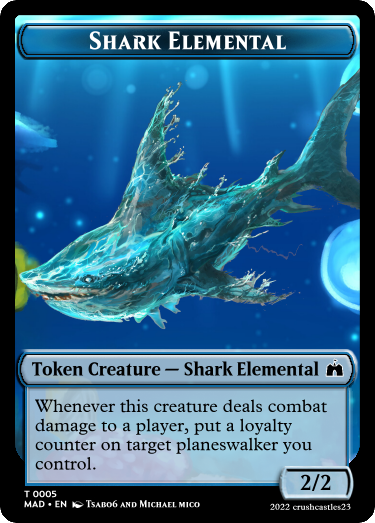 Shark Elemental
Token Creature — Shark Elemental
Whenever this creature deals combat
damage to a player, put a loyalty
counter on target planeswalker you
control.
2/2
T 0005
MAD • EN Tsabo6 and Michael mico
2022 crushcastles23